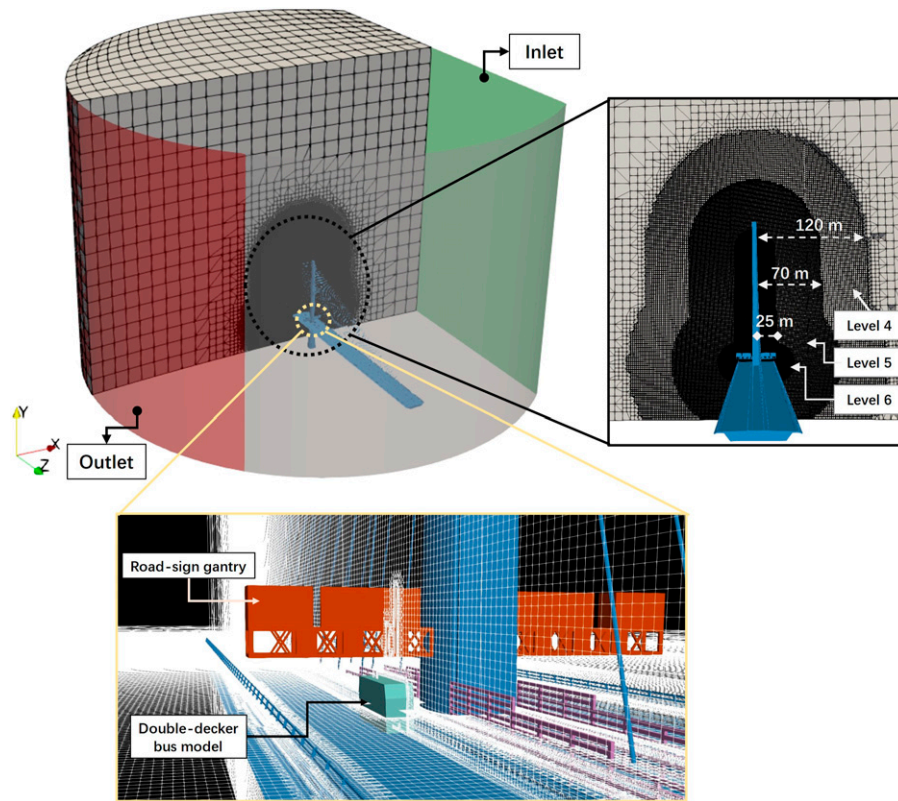 Inlet
120 m
70 m
25 m
Level 4
Level 5
Level 6
Y
X
Z
Outlet
Road-sign gantry
Double-decker
bus model